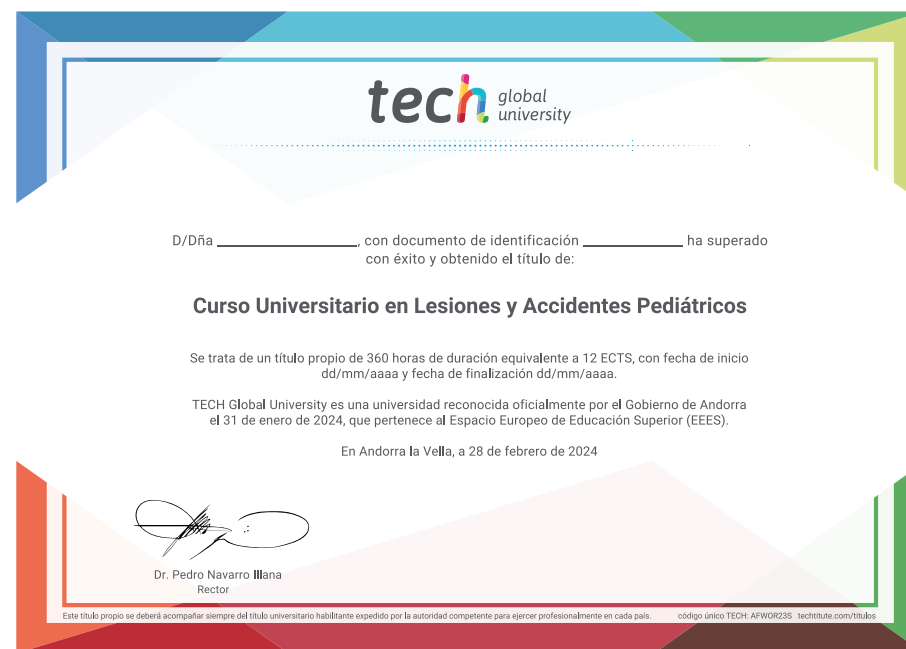 tech global
university
D/Dña ____________________, con documento de identificación ______________ ha superado
con éxito y obtenido el título de:
Curso Universitario en Lesiones y Accidentes Pediátricos
Se trata de un título propio de 360 horas de duración equivalente a 12 ECTS, con fecha de inicio
dd/mm/aaaa y fecha de finalización dd/mm/aaaa.
TECH Global University es una universidad reconocida oficialmente por el Gobierno de Andorra
el 31 de enero de 2024, que pertenece al Espacio Europeo de Educación Superior (EEES).
En Andorra la Vella, a 28 de febrero de 2024
Dr. Pedro Navarro Illana
Rector
Este título propio se deberá acompañar siempre del título universitario habilitante expedido por la autoridad competente para ejercer profesionalmente en cada país. código único TECH: AFWOR23S techtitute.com/titulos